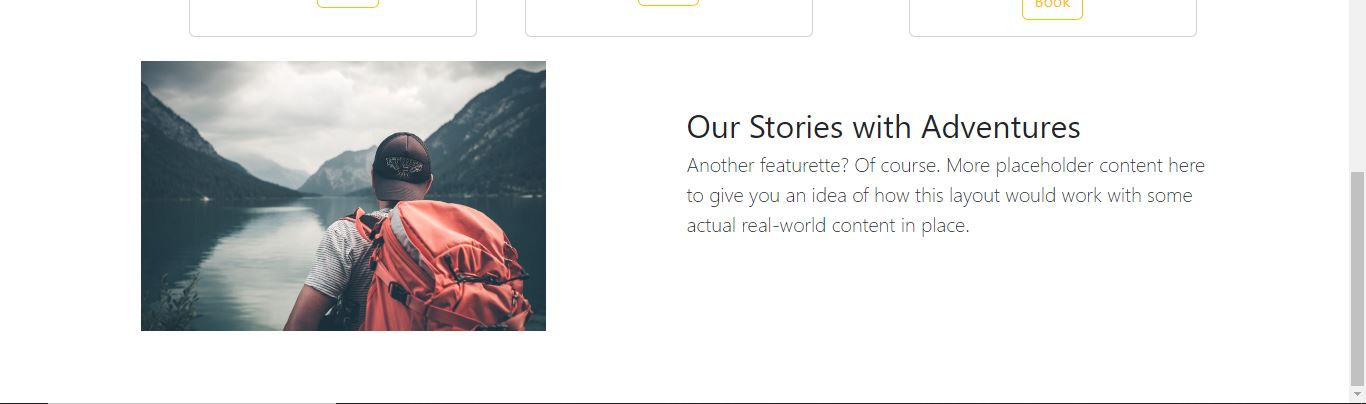 Book
Our Stories with Adventures
Another featurette? Of course. More placeholder content here
to give you an idea of how this layout would work with some
actual real-world content in place.